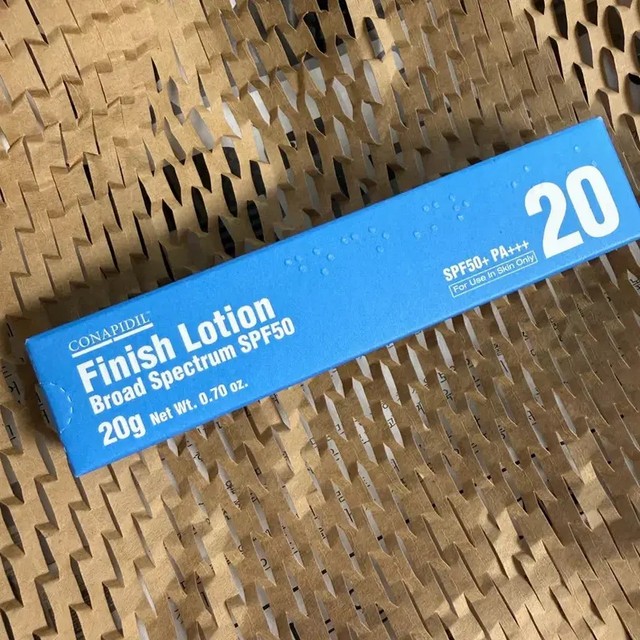 CONAPIDIL
Finish Lotion
Broad Spectrum SPF50
20g Net Wt. 0.70 oz.
SPF50+ PA+++
For Use in Skin Only
20